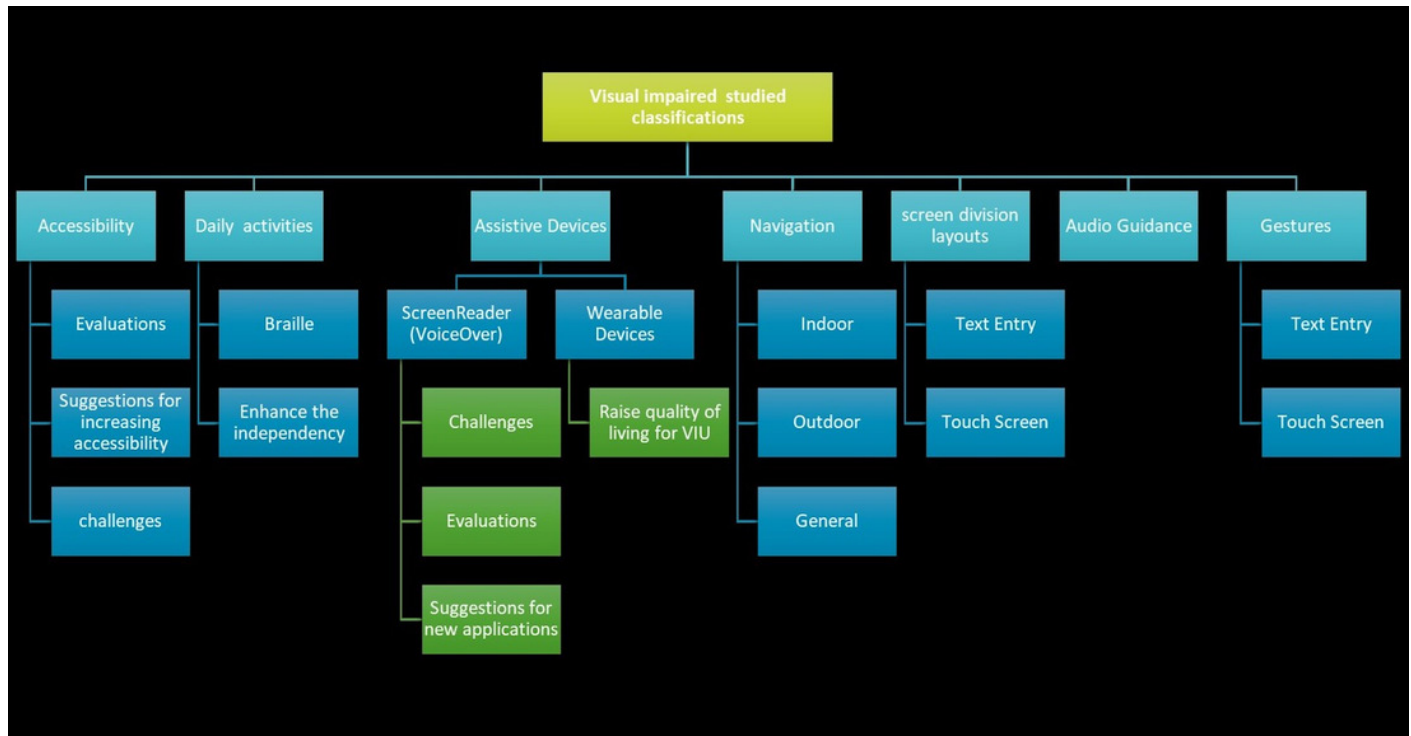 Visual impaired studied
classifications
Accessibility
Daily activities
Assistive Devices
Navigation
screen division
layouts
Audio Guidance
Gestures
Evaluations
Suggestions for
increasing
accessibility
challenges
Braille
Enhance the
independency
ScreenReader
(VoiceOver)
Challenges
Evaluations
Suggestions for
new applications
Wearable
Devices
Raise quality of
living for VIU
Indoor
Outdoor
General
Text Entry
Touch Screen
Text Entry
Touch Screen